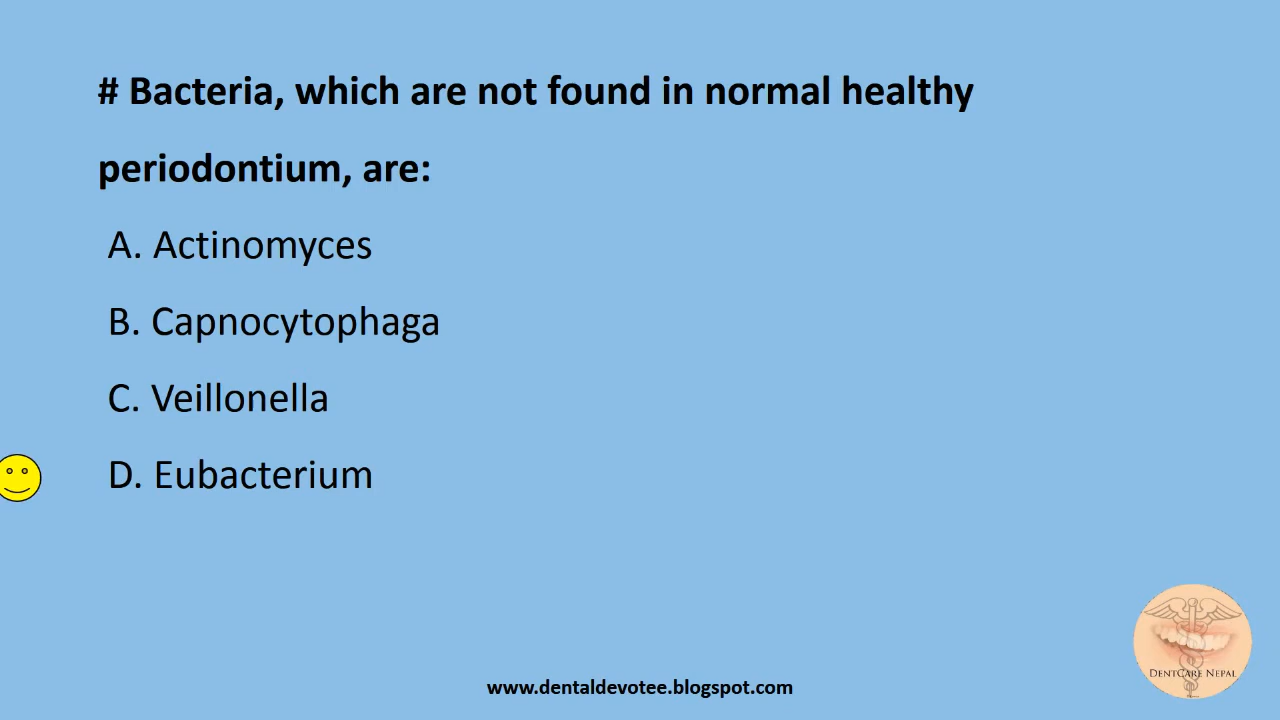 # Bacteria, which are not found in normal healthy
periodontium, are:
A. Actinomyces
B. Capnocytophaga
C. Veillonella
D. Eubacterium
DENTCARE NEPAL
www.dentaldevotee.blogspot.com